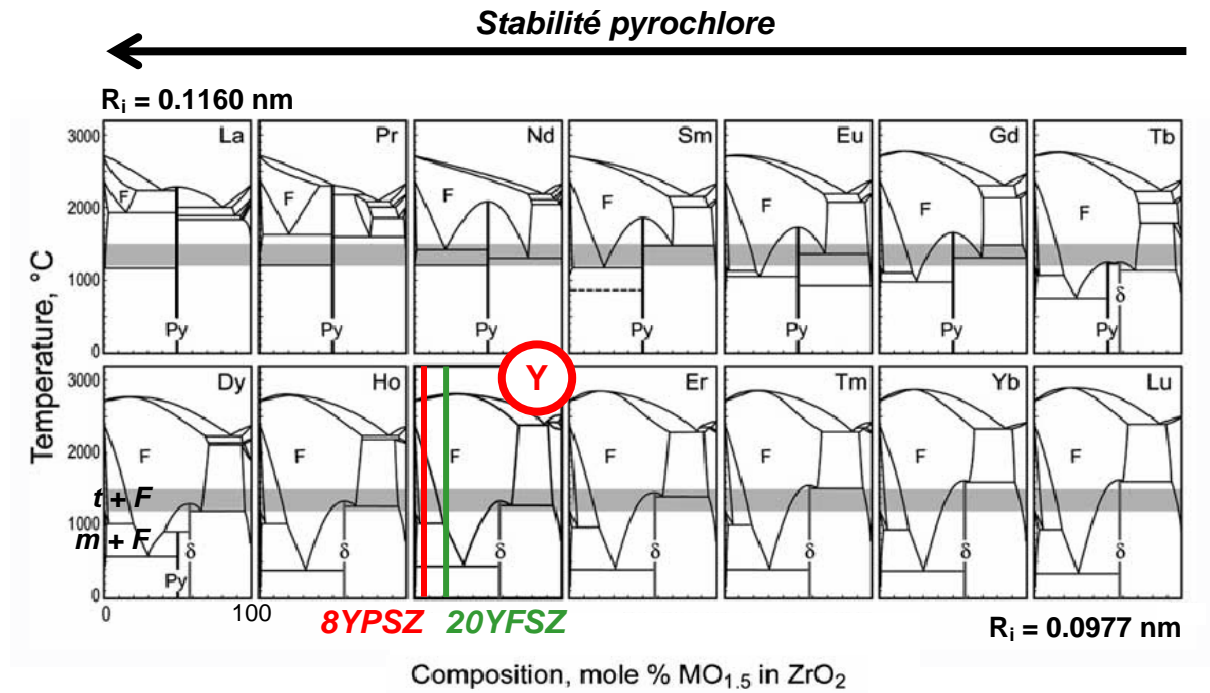 Stabilité pyrochlore
Rᵢ = 0.1160 nm
Temperature, °C
3000
2000
1000
0
La
F
Py
Pr
F
Py
Nd
F
Py
Sm
F
Py
Eu
F
Py
Gd
F
Py
Tb
F
δ
Py
3000
2000
1000
0
t + F
m + F
Dy
F
δ
Py
Ho
F
δ
Y
F
δ
Er
F
δ
Tm
F
δ
Yb
F
δ
Lu
F
δ
0
100
8YPSZ
20YFSZ
Rᵢ = 0.0977 nm
Composition, mole % MO₁.₅ in ZrO₂